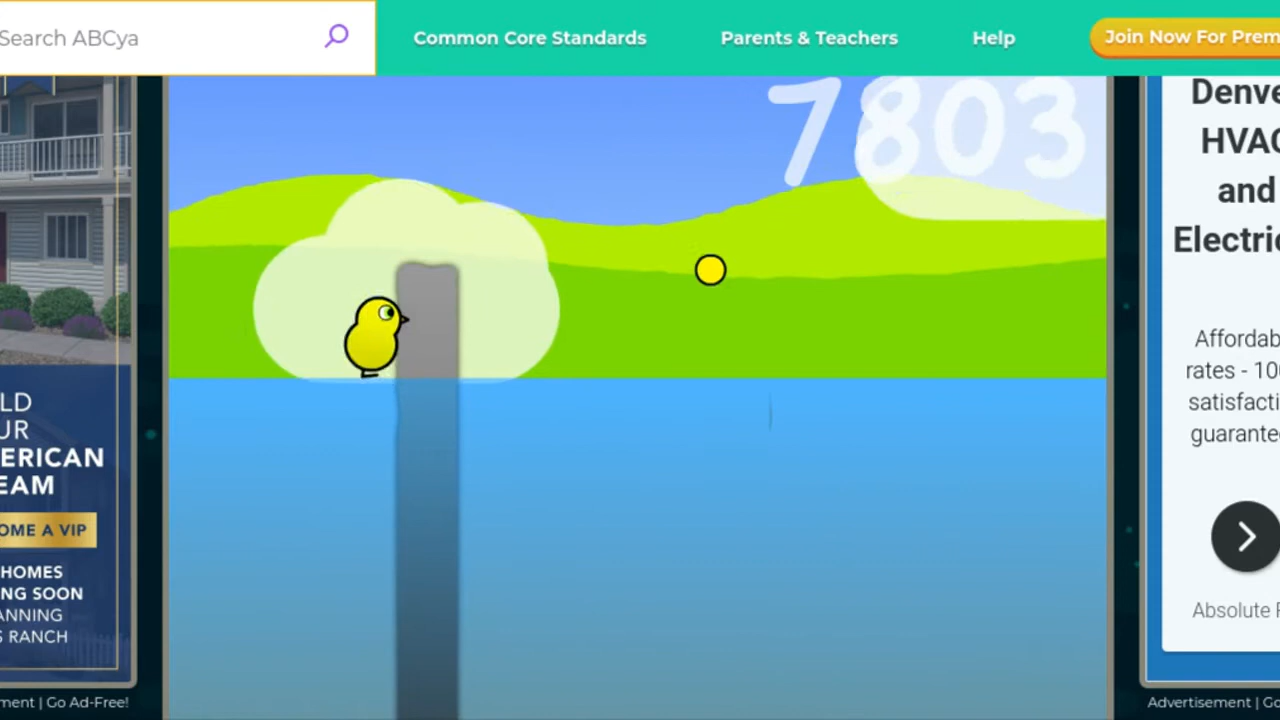 Search ABCya
Common Core Standards
Parents & Teachers
Help
Join Now For Prem
7803
LD
UR
ERICAN
EAM
OME A VIP
HOMES
NG SOON
ANNING
S RANCH
ment | Go Ad-Free!
Denve
HVAC
and
Electric
Affordab
rates - 10
satisfacti
guarantee
Absolute
Advertisement | Go